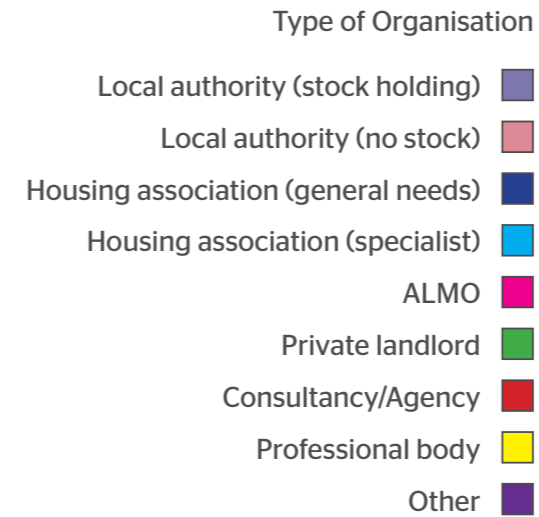 Type of Organisation
Local authority (stock holding)
Local authority (no stock)
Housing association (general needs)
Housing association (specialist)
ALMO
Private landlord
Consultancy/Agency
Professional body
Other